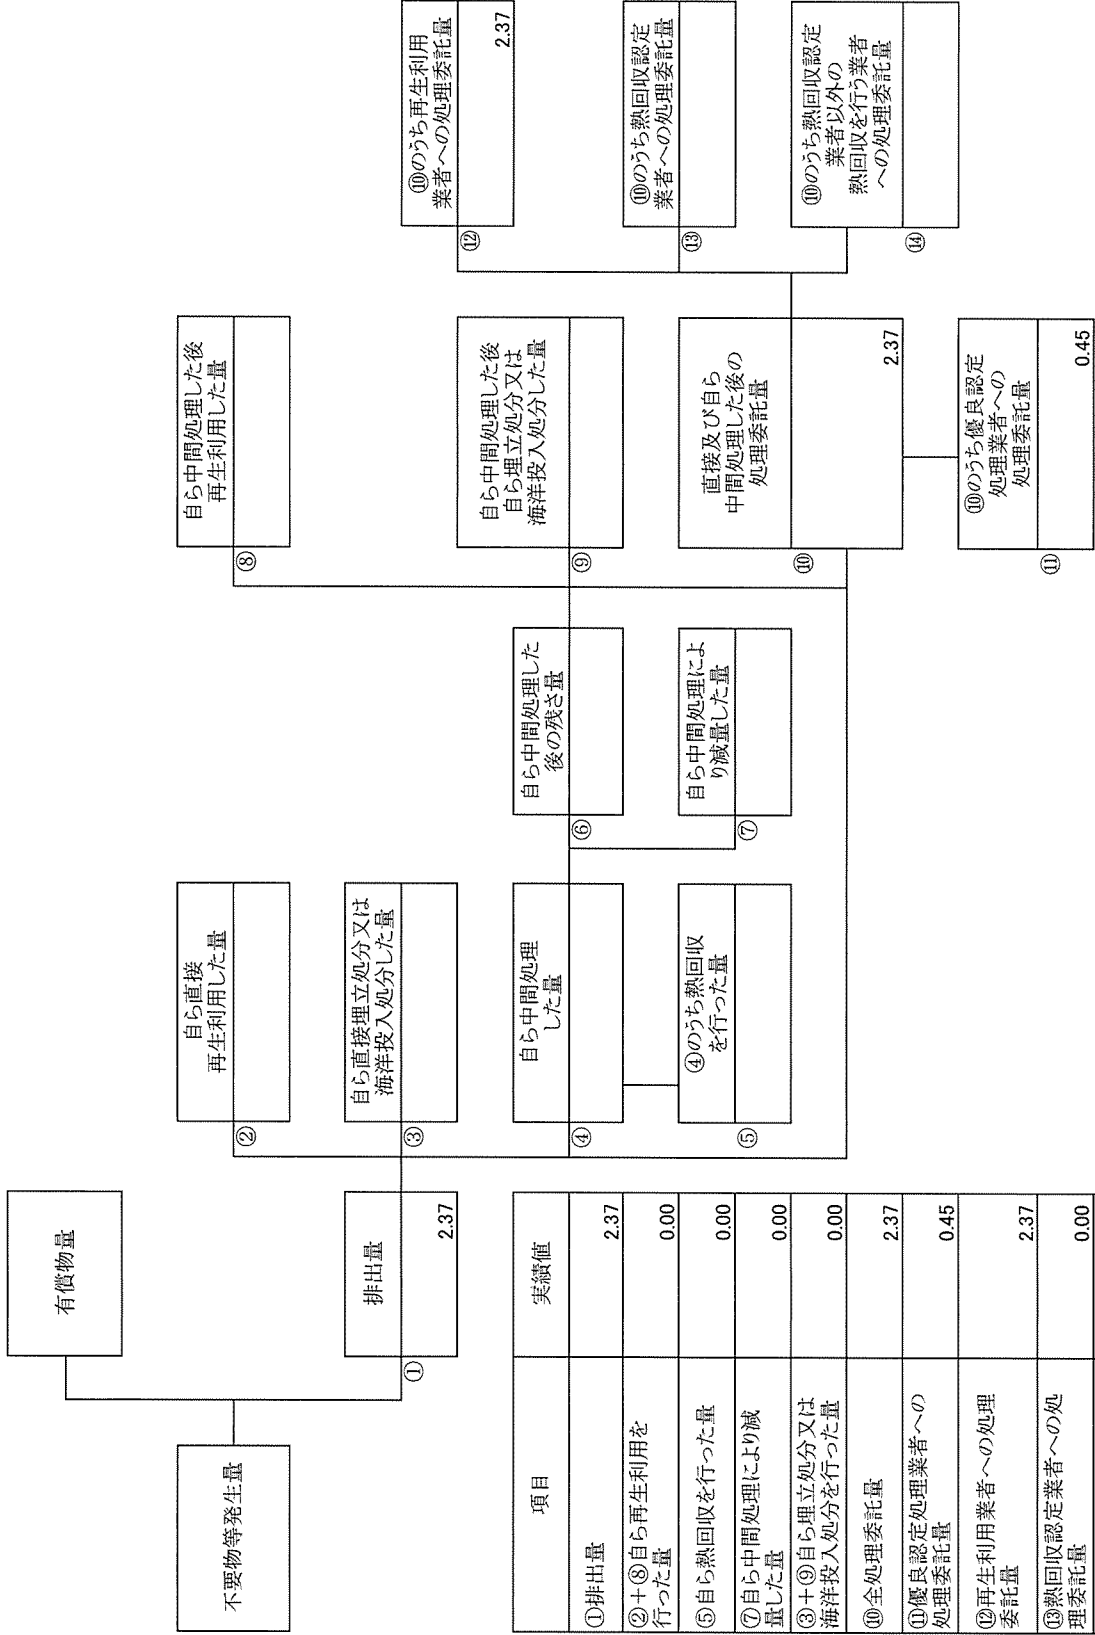 不要物等発生量
有償物量
①
排出量
2.37
②
自ら直接
再生利用した量
③
自ら直接埋立処分又は
海洋投入処分した量
④
自ら中間処理
した量
⑤
④のうち熱回収
を行った量
⑥
自ら中間処理した
後の残さ量
⑦
自ら中間処理によ
り減量した量
⑧
自ら中間処理した後
再生利用した量
⑨
自ら中間処理した後
自ら埋立処分又は
海洋投入処分した量
⑩
直接及び自ら
中間処理した後の
処理委託量
2.37
⑪
⑩のうち優良認定
処理業者への
処理委託量
0.45
⑫
⑩のうち再生利用
業者への処理委託量
2.37
⑬
⑩のうち熱回収認定
業者への処理委託量
⑭
⑩のうち熱回収認定
業者以外の
熱回収を行う業者
への処理委託量
項目
実績値
①排出量
2.37
②+⑧自ら再生利用を
行った量
0.00
⑤自ら熱回収を行った量
0.00
⑦自ら中間処理により減
量した量
0.00
③+⑨自ら埋立処分又は
海洋投入処分を行った量
0.00
⑩全処理委託量
2.37
⑪優良認定処理業者への
処理委託量
0.45
⑫再生利用業者への処理
委託量
2.37
⑬熱回収認定業者への処
理委託量
0.00